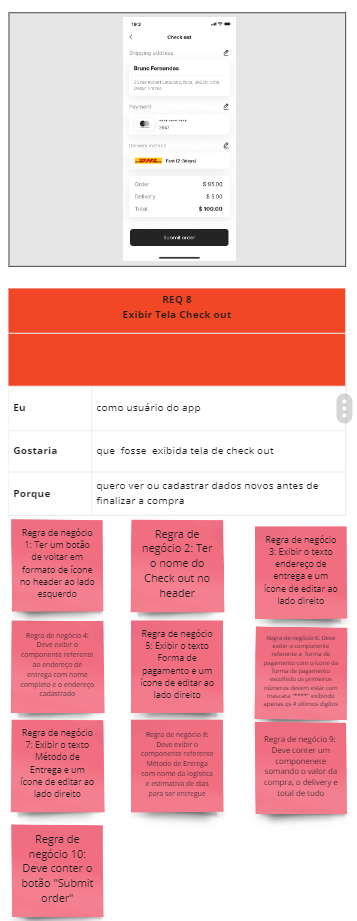 19:2
Check out
Shipping address
Bruno Fernandes
Payment
**** **** ****
3947
Delivery method
DHL Fast (2-3days)
Order $ 95.00
Delivery $ 5.00
Total $ 100.00
Submit order
REQ 8
Exibir Tela Check out
Eu como usuário do app
Gostaria que fosse exibida tela de check out
Porque quero ver ou cadastrar dados novos antes de
finalizar a compra
Regra de negócio
1: Ter um botão
de voltar em
formato de ícone
no header ao lado
esquerdo
Regra de
negócio 2: Ter
o nome do
Check out no
header
Regra de negócio
3: Exibir o texto
endereço de
entrega e um
ícone de editar ao
lado direito
Regra de negócio 4:
Deve exibir o
componente referente
ao endereço de
entrega com nome
completo e o endereço
cadastrado
Regra de negócio
5: Exibir o texto
Forma de
pagamento e um
ícone de editar ao
lado direito
Regra de negócio 6: Deve
exibir o componente
referente a forma de
pagamento com o ícone da
forma de pagamento
escolhido os primeiros
números devem estar com
mascara "****" exibindo
apenas os 4 últimos dígitos
Regra de negócio
7: Exibir o texto
Método de
Entrega e um
ícone de editar ao
lado direito
Regra de negócio 8:
Deve exibir o
componente referente
Método de Entrega
com nome da logística
e estimativa de dias
para ser entregue
Regra de negócio 9:
Deve conter um
componenete
somando o valor da
compra, o delivery e
total de tudo
Regra de
negócio 10:
Deve conter o
botão "Submit
order"